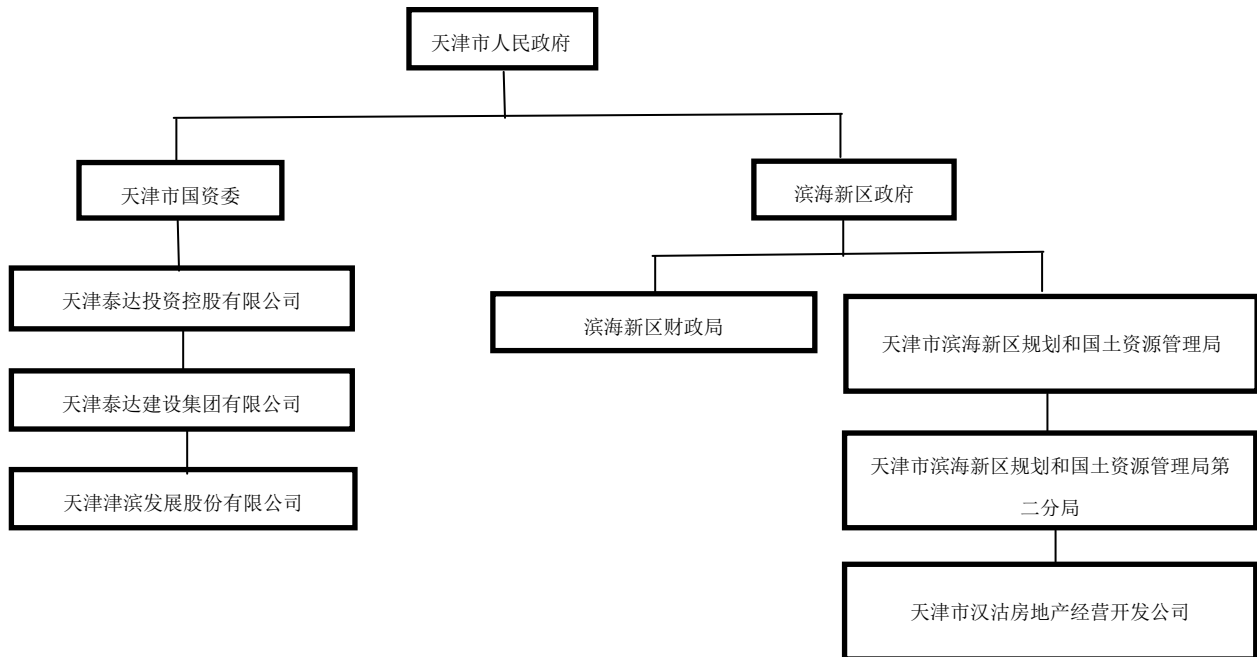 天津市人民政府
天津市国资委
滨海新区政府
天津泰达投资控股有限公司
滨海新区财政局
天津市滨海新区规划和国土资源管理局
天津泰达建设集团有限公司
天津市滨海新区规划和国土资源管理局第
二分局
天津津滨发展股份有限公司
天津市汉沽房地产经营开发公司